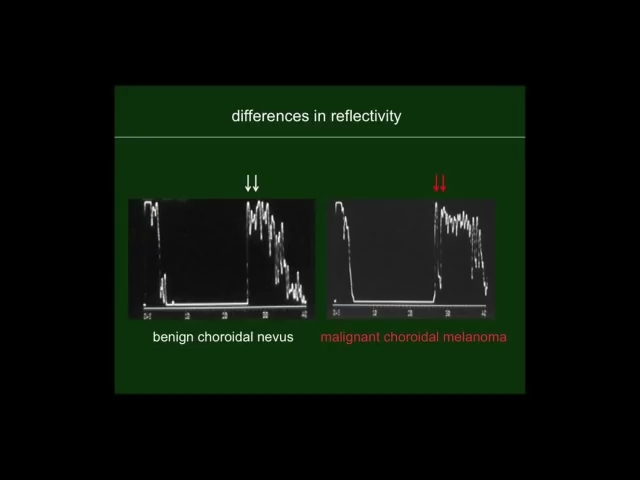 differences in reflectivity
benign choroidal nevus
malignant choroidal melanoma